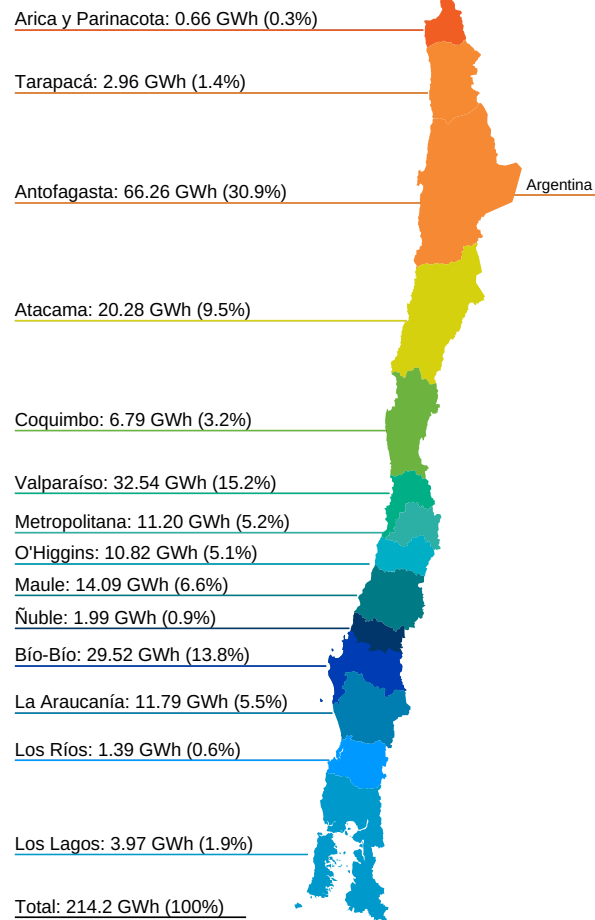 Arica y Parinacota: 0.66 GWh (0.3%)
Tarapacá: 2.96 GWh (1.4%)
Argentina
Antofagasta: 66.26 GWh (30.9%)
Atacama: 20.28 GWh (9.5%)
Coquimbo: 6.79 GWh (3.2%)
Valparaíso: 32.54 GWh (15.2%)
Metropolitana: 11.20 GWh (5.2%)
O'Higgins: 10.82 GWh (5.1%)
Maule: 14.09 GWh (6.6%)
Ñuble: 1.99 GWh (0.9%)
Bío-Bío: 29.52 GWh (13.8%)
La Araucanía: 11.79 GWh (5.5%)
Los Ríos: 1.39 GWh (0.6%)
Los Lagos: 3.97 GWh (1.9%)
Total: 214.2 GWh (100%)